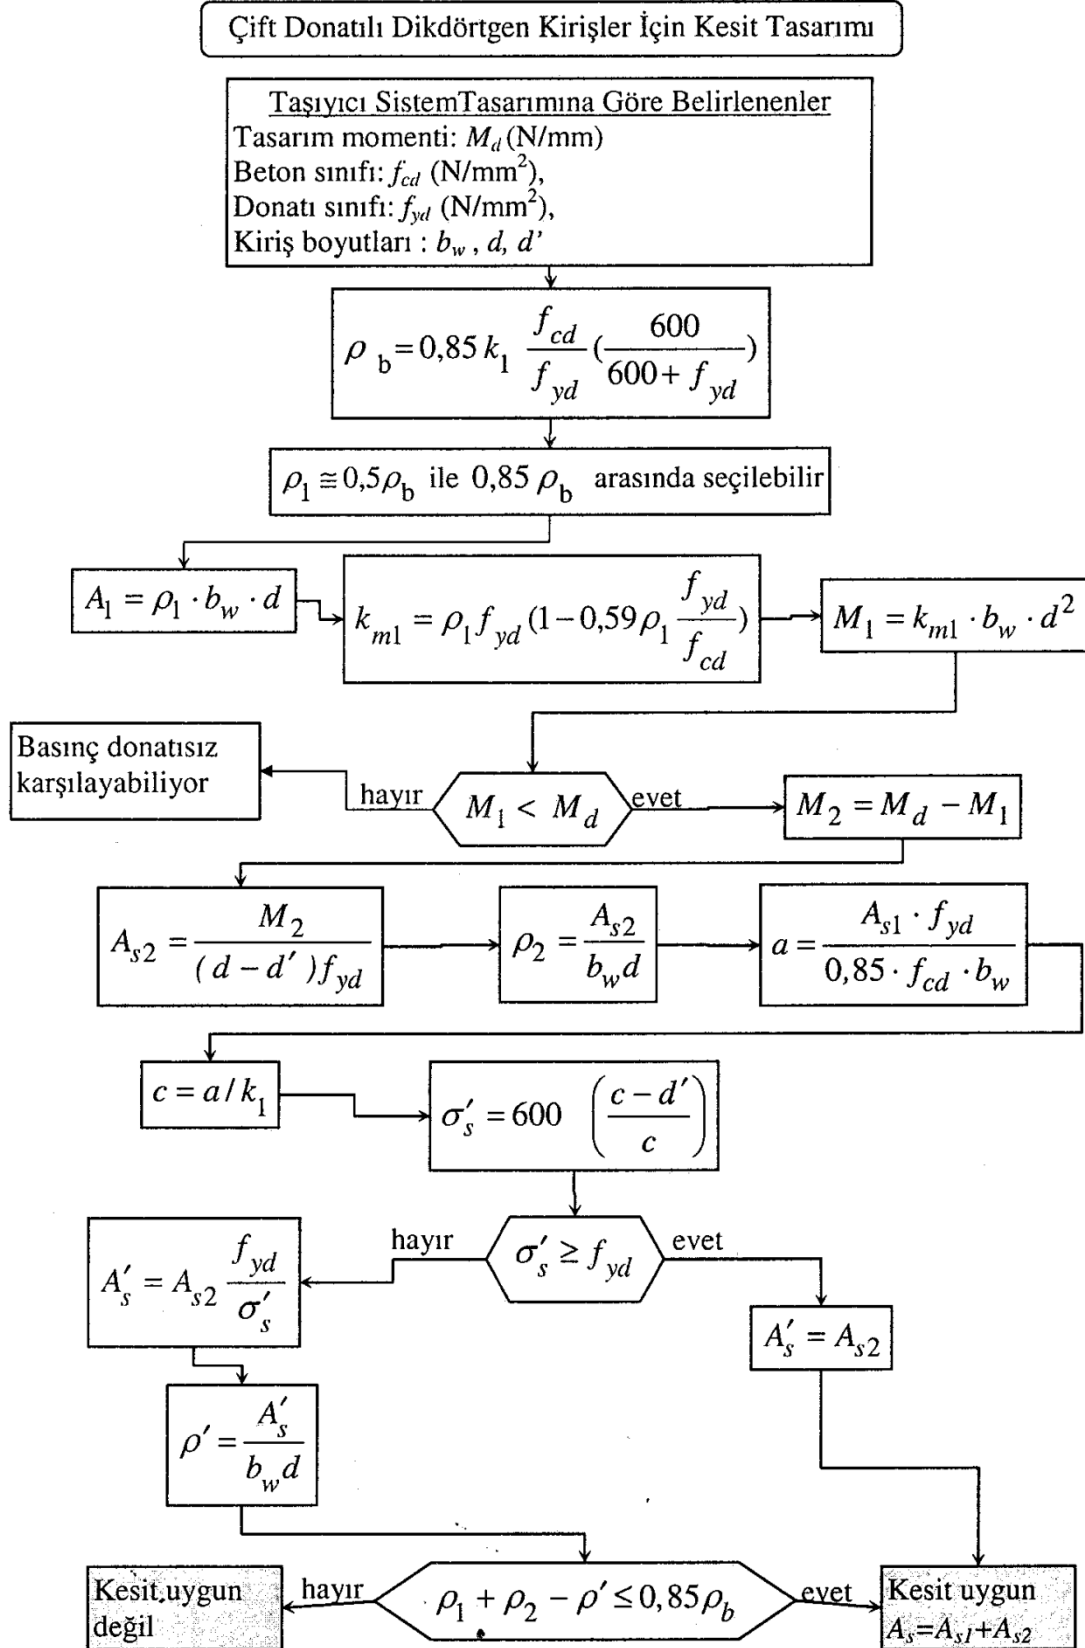 Çift Donatılı Dikdörtgen Kirişler İçin Kesit Tasarımı
Taşıyıcı SistemTasarımına Göre Belirlenenler
Tasarım momenti: M_d (N/mm)
Beton sınıfı: f_cd (N/mm²),
Donatı sınıfı: f_yd (N/mm²),
Kiriş boyutları : b_w , d, d'
ρ_b = 0,85 k_1 f_cd / f_yd (600 / (600 + f_yd))
ρ_1 ≅ 0,5ρ_b ile 0,85 ρ_b arasında seçilebilir
A_1 = ρ_1 · b_w · d
k_m1 = ρ_1 f_yd (1 − 0,59ρ_1 f_yd / f_cd)
M_1 = k_m1 · b_w · d²
Basınç donatısız
karşılayabiliyor
hayır
M_1 < M_d
evet
M_2 = M_d − M_1
A_s2 = M_2 / ((d − d′)f_yd)
ρ_2 = A_s2 / (b_w d)
a = (A_s1 · f_yd) / (0,85 · f_cd · b_w)
c = a / k_1
σ′_s = 600 ((c − d′) / c)
hayır
σ′_s ≥ f_yd
evet
A′_s = A_s2 f_yd / σ′_s
A′_s = A_s2
ρ′ = A′_s / (b_w d)
Kesit uygun
değil
hayır
ρ_1 + ρ_2 − ρ′ ≤ 0,85ρ_b
evet
Kesit uygun
A_s=A_s1+A_s2